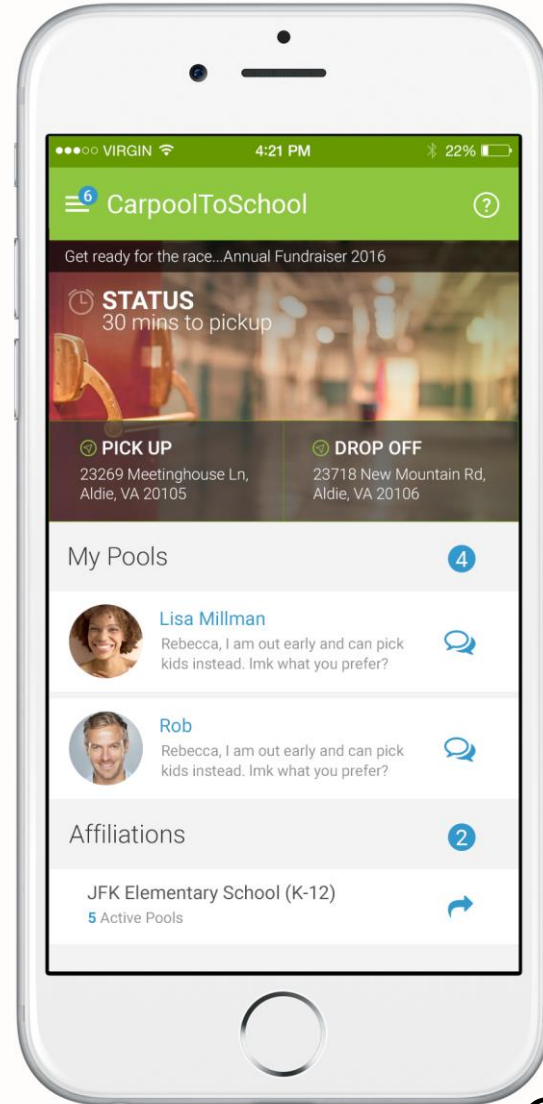 VIRGIN 4:21 PM 22%
6 CarpoolToSchool ?
Get ready for the race...Annual Fundraiser 2016
STATUS
30 mins to pickup
PICK UP
23269 Meetinghouse Ln,
Aldie, VA 20105
DROP OFF
23718 New Mountain Rd,
Aldie, VA 20106
My Pools 4
Lisa Millman
Rebecca, I am out early and can pick
kids instead. lmk what you prefer?
Rob
Rebecca, I am out early and can pick
kids instead. lmk what you prefer?
Affiliations 2
JFK Elementary School (K-12)
5 Active Pools